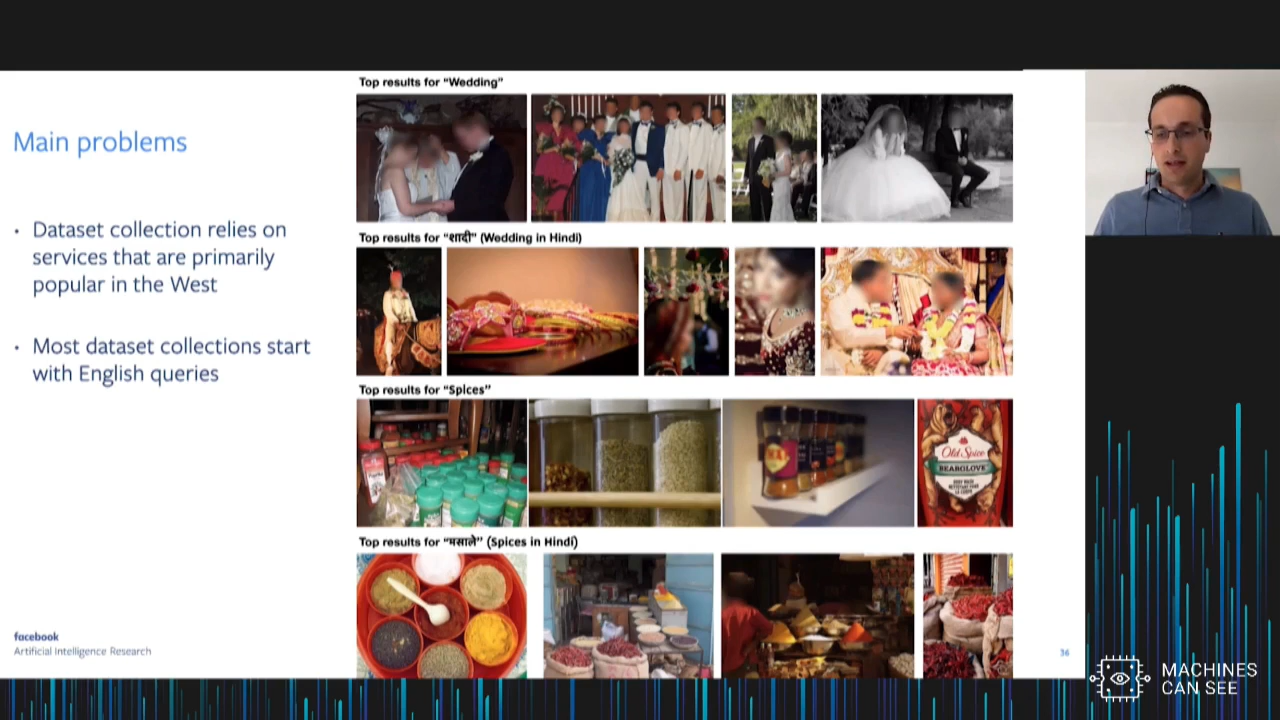 Main problems
• Dataset collection relies on
services that are primarily
popular in the West
• Most dataset collections start
with English queries
facebook
Artificial Intelligence Research
Top results for “Wedding”
Top results for “शादी” (Wedding in Hindi)
Top results for “Spices”
Paprika
Old Spice
BEARGLOVE
Top results for “मसाले” (Spices in Hindi)
36
MACHINES
CAN SEE